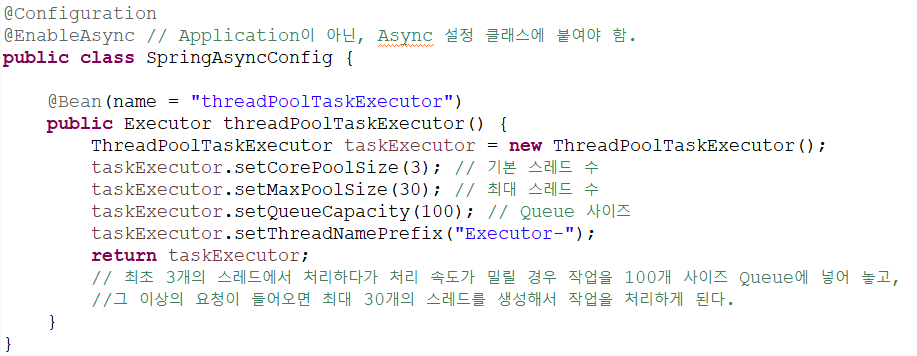 @Configuration
@EnableAsync // Application이 아닌, Async 설정 클래스에 붙여야 함.
public class SpringAsyncConfig {
@Bean(name = "threadPoolTaskExecutor")
public Executor threadPoolTaskExecutor() {
ThreadPoolTaskExecutor taskExecutor = new ThreadPoolTaskExecutor();
taskExecutor.setCorePoolSize(3); // 기본 스레드 수
taskExecutor.setMaxPoolSize(30); // 최대 스레드 수
taskExecutor.setQueueCapacity(100); // Queue 사이즈
taskExecutor.setThreadNamePrefix("Executor-");
return taskExecutor;
// 최초 3개의 스레드에서 처리하다가 처리 속도가 밀릴 경우 작업을 100개 사이즈 Queue에 넣어 놓고,
//그 이상의 요청이 들어오면 최대 30개의 스레드를 생성해서 작업을 처리하게 된다.
}
}